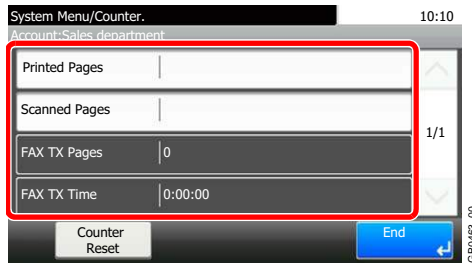 System Menu/Counter.
10:10
Account:Sales department
Printed Pages
Scanned Pages
1/1
FAX TX Pages 0
FAX TX Time 0:00:00
Counter
Reset
End
GB0463_00